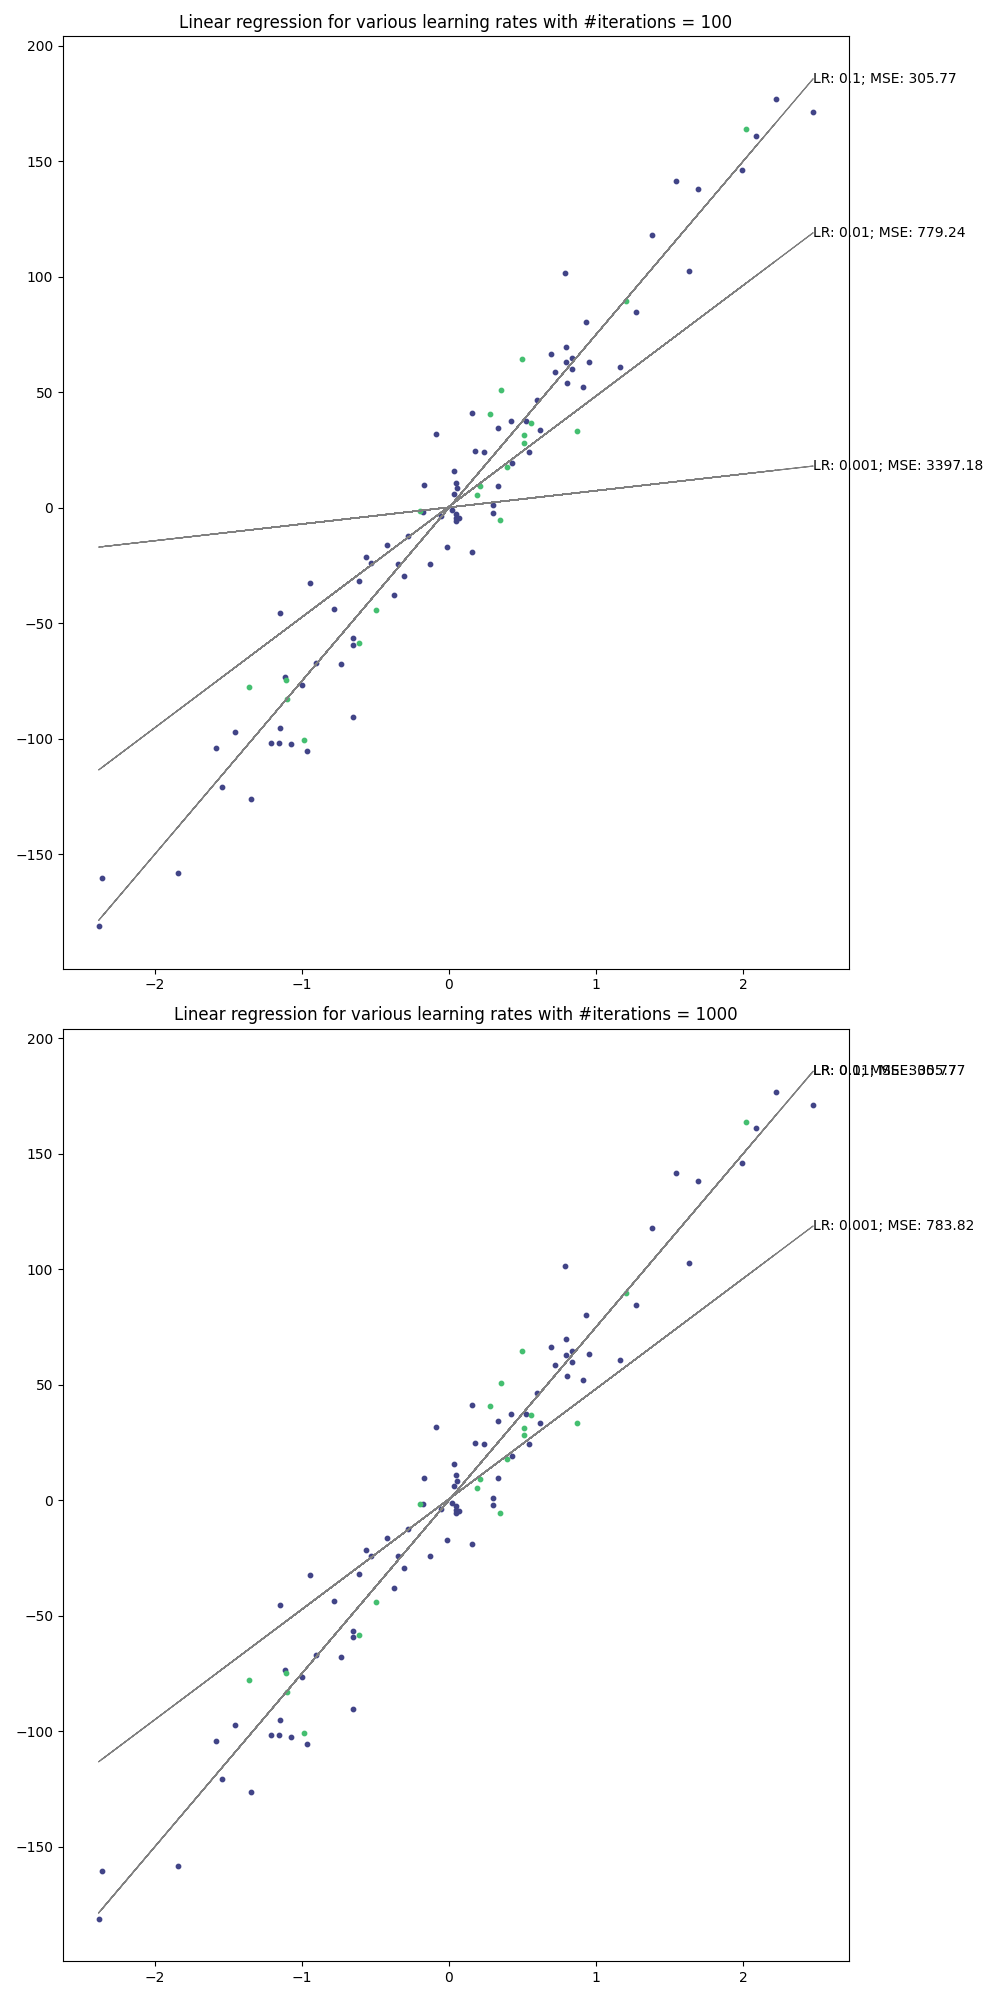 Linear regression for various learning rates with #iterations = 100
200
LR: 0.1; MSE: 305.77
150
LR: 0.01; MSE: 779.24
100
50
LR: 0.001; MSE: 3397.18
0
−50
−100
−150
−2 −1 0 1 2
Linear regression for various learning rates with #iterations = 1000
200
150
LR: 0.001; MSE: 783.82
100
50
0
−50
−100
−150
−2 −1 0 1 2